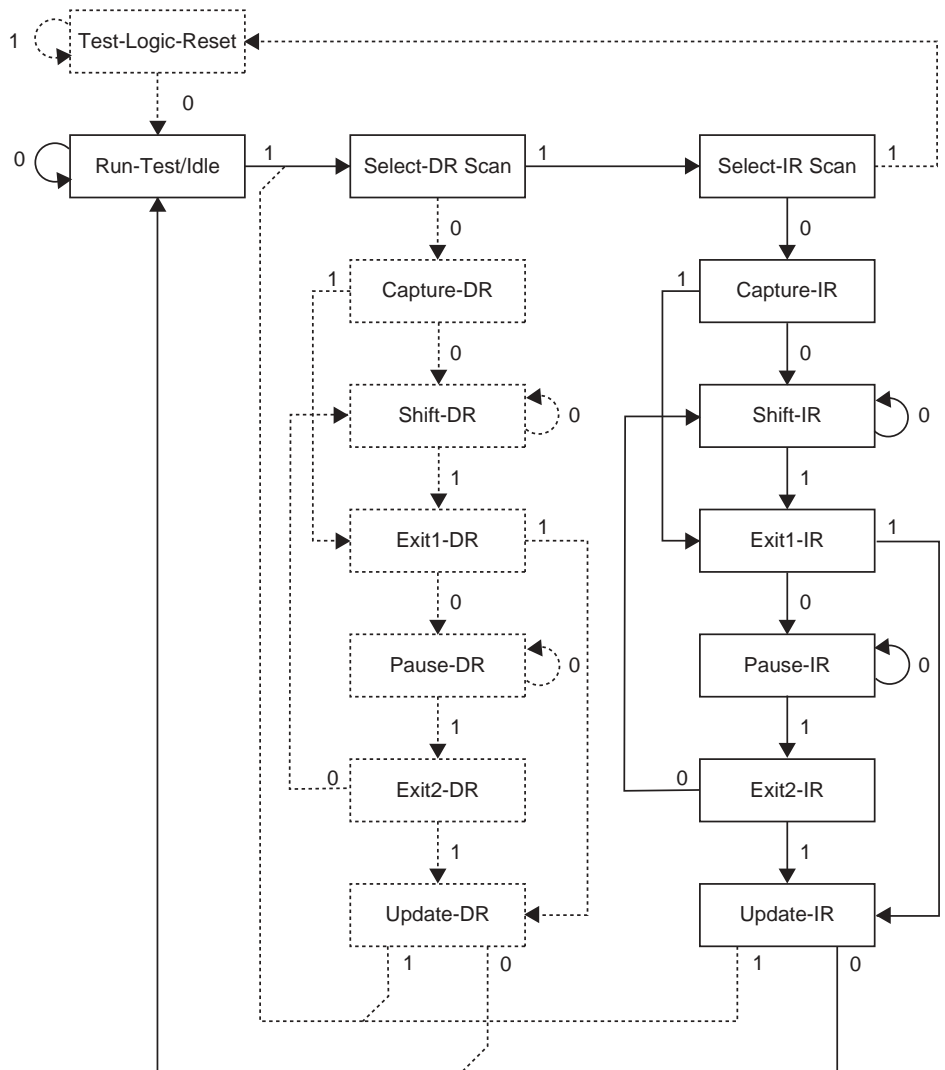 1 Test-Logic-Reset
0
0 Run-Test/Idle 1 Select-DR Scan 1 Select-IR Scan 1
0 0
1 Capture-DR 1 Capture-IR
0 0
Shift-DR 0 Shift-IR 0
1 1
Exit1-DR 1 Exit1-IR 1
0 0
Pause-DR 0 Pause-IR 0
1 1
0 Exit2-DR 0 Exit2-IR
1 1
Update-DR Update-IR
1 0 1 0